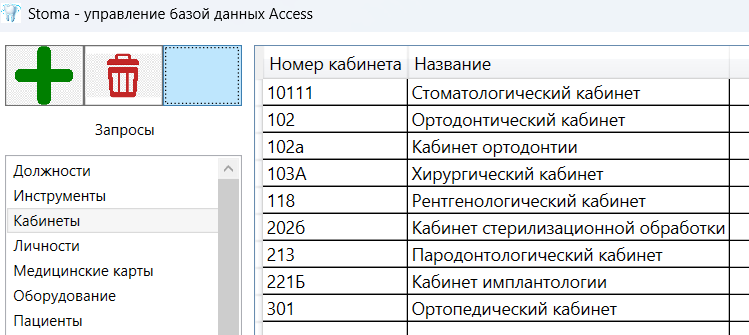 Stoma - управление базой данных Access
Запросы
Должности
Инструменты
Кабинеты
Личности
Медицинские карты
Оборудование
Пациенты
Номер кабинета Название
10111 Стоматологический кабинет
102 Ортодонтический кабинет
102а Кабинет ортодонтии
103А Хирургический кабинет
118 Рентгенологический кабинет
202б Кабинет стерилизационной обработки
213 Пародонтологический кабинет
221Б Кабинет имплантологии
301 Ортопедический кабинет